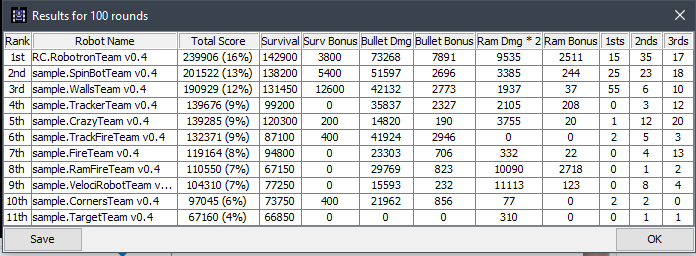 Results for 100 rounds
Rank Robot Name Total Score Survival Surv Bonus Bullet Dmg Bullet Bonus Ram Dmg * 2 Ram Bonus 1sts 2nds 3rds
1st RC.RobotronTeam v0.4 239906 (16%) 142900 3800 73268 7891 9535 2511 15 35 17
2nd sample.SpinBotTeam v0.4 201522 (13%) 138200 5400 51597 2696 3385 244 25 23 18
3rd sample.WallsTeam v0.4 190929 (12%) 131450 12600 42132 2773 1937 37 55 6 10
4th sample.TrackerTeam v0.4 139676 (9%) 99200 0 35837 2327 2105 208 0 3 12
5th sample.CrazyTeam v0.4 139285 (9%) 120300 200 14820 190 3755 20 1 12 20
6th sample.TrackFireTeam v0.4 132371 (9%) 87100 400 41924 2946 0 0 2 5 3
7th sample.FireTeam v0.4 119164 (8%) 94800 0 23303 706 332 22 0 4 13
8th sample.RamFireTeam v0.4 110550 (7%) 67150 0 29769 823 10090 2718 0 1 2
9th sample.VelociRobotTeam v... 104310 (7%) 77250 0 15593 232 11113 123 0 8 4
10th sample.CornersTeam v0.4 97045 (6%) 73750 400 21962 856 77 0 2 2 0
11th sample.TargetTeam v0.4 67160 (4%) 66850 0 0 0 310 0 0 1 1
Save OK